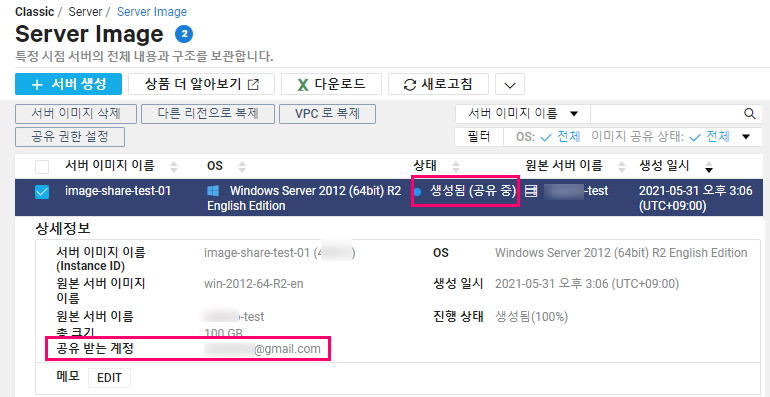 Classic / Server / Server Image
Server Image 2
특정 시점 서버의 전체 내용과 구조를 보관합니다.
+ 서버 생성 상품 더 알아보기 다운로드 새로고침
서버 이미지 삭제 다른 리전으로 복제 VPC 로 복제 서버 이미지 이름
공유 권한 설정 필터 OS: 전체 이미지 공유 상태: 전체
서버 이미지 이름 OS 상태 원본 서버 이름 생성 일시
image-share-test-01 Windows Server 2012 (64bit) R2 생성됨 (공유 중) -test 2021-05-31 오후 3:06
English Edition (UTC+09:00)
상세정보
서버 이미지 이름 image-share-test-01 (4 ) OS Windows Server 2012 (64bit) R2 English Edition
(Instance ID)
원본 서버 이미지 win-2012-64-R2-en 생성 일시 2021-05-31 오후 3:06 (UTC+09:00)
이름
원본 서버 이름 -test 진행 상태 생성됨(100%)
총 크기 100 GB
공유 받는 계정 @gmail.com
메모 EDIT